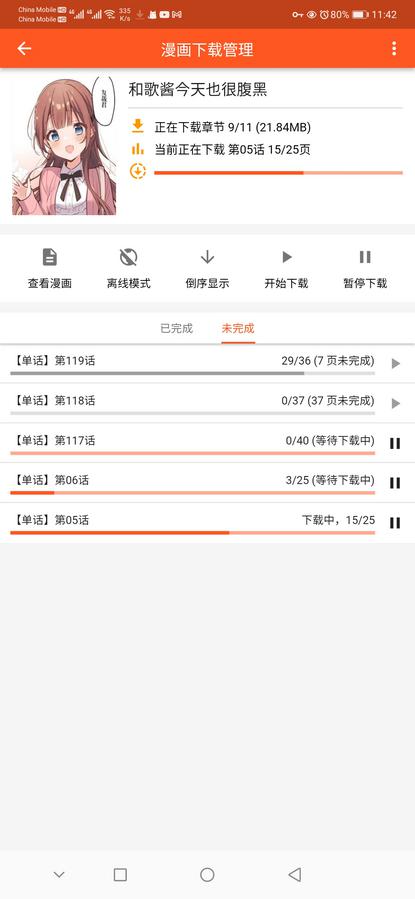 China Mobile HD 4G 4G 335 K/s 80% 11:42
China Mobile HD
漫画下载管理
和歌酱今天也很腹黑
正在下载章节 9/11 (21.84MB)
当前正在下载 第05话 15/25页
查看漫画 离线模式 倒序显示 开始下载 暂停下载
已完成 未完成
【单话】第119话 29/36 (7 页未完成)
【单话】第118话 0/37 (37 页未完成)
【单话】第117话 0/40 (等待下载中)
【单话】第06话 3/25 (等待下载中)
【单话】第05话 下载中，15/25